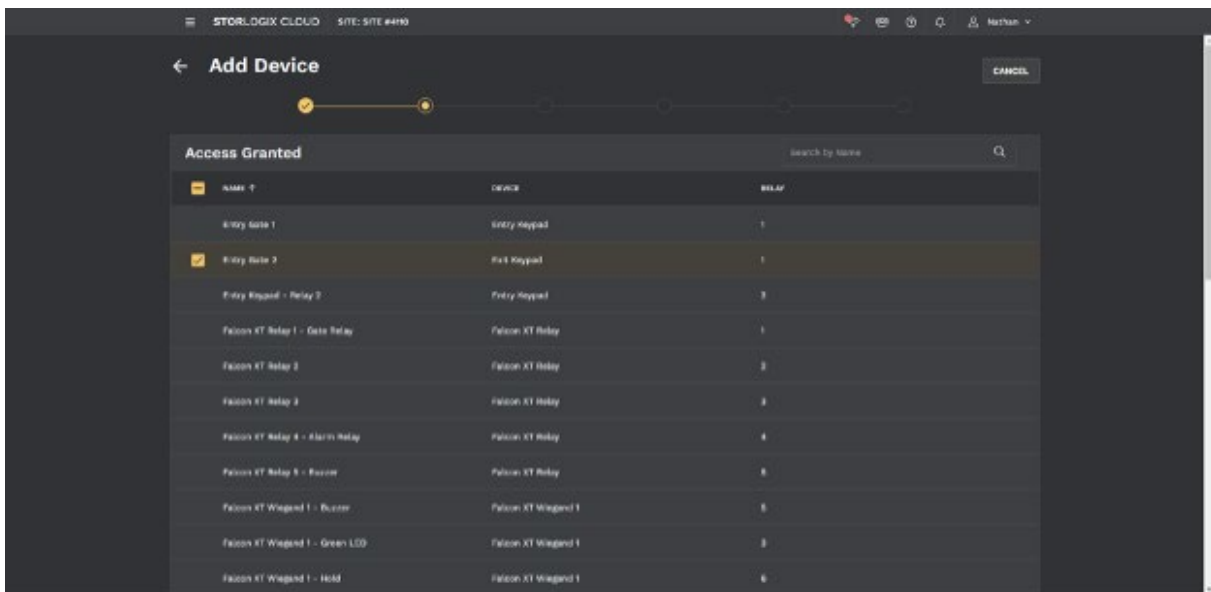 STORLOGIX CLOUD SITE: SITE #4110 Nathan
Add Device
CANCEL
Access Granted Search by Name
NAME ↑ DEVICE RELAY
Entry Gate 1 Entry Keypad 1
Entry Gate 2 Exit Keypad 1
Entry Keypad - Relay 2 Entry Keypad 2
Falcon XT Relay 1 - Gate Relay Falcon XT Relay 1
Falcon XT Relay 2 Falcon XT Relay 2
Falcon XT Relay 3 Falcon XT Relay 3
Falcon XT Relay 4 - Alarm Relay Falcon XT Relay 4
Falcon XT Relay 5 - Buzzer Falcon XT Relay 5
Falcon XT Wiegand 1 - Buzzer Falcon XT Wiegand 1 5
Falcon XT Wiegand 1 - Green LCD Falcon XT Wiegand 1 3
Falcon XT Wiegand 1 - Hold Falcon XT Wiegand 1 6